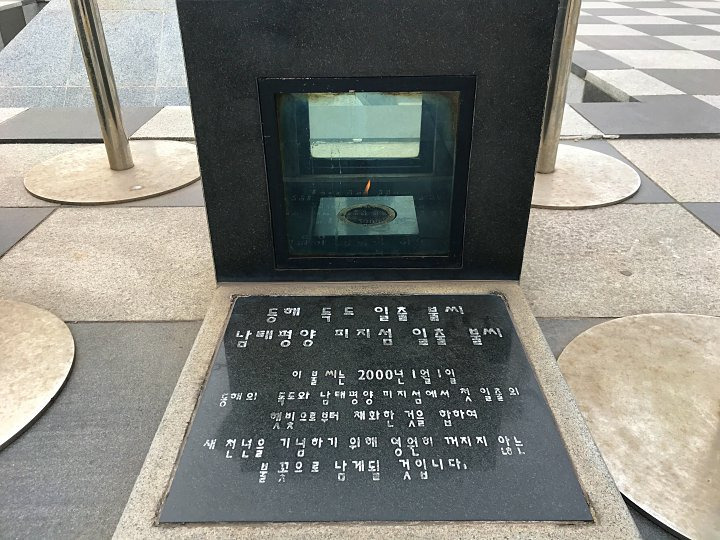 동해 독도 일출 불씨
남태평양 피지섬 일출 불씨
이 불씨는 2000년 1월 1일
동해의 독도와 남태평양 피지섬에서 첫 일출의
햇빛으로부터 채화한 것을 합하여
새 천년을 기념하기 위해 영원히 꺼지지 않는
불꽃으로 남게될 것입니다.